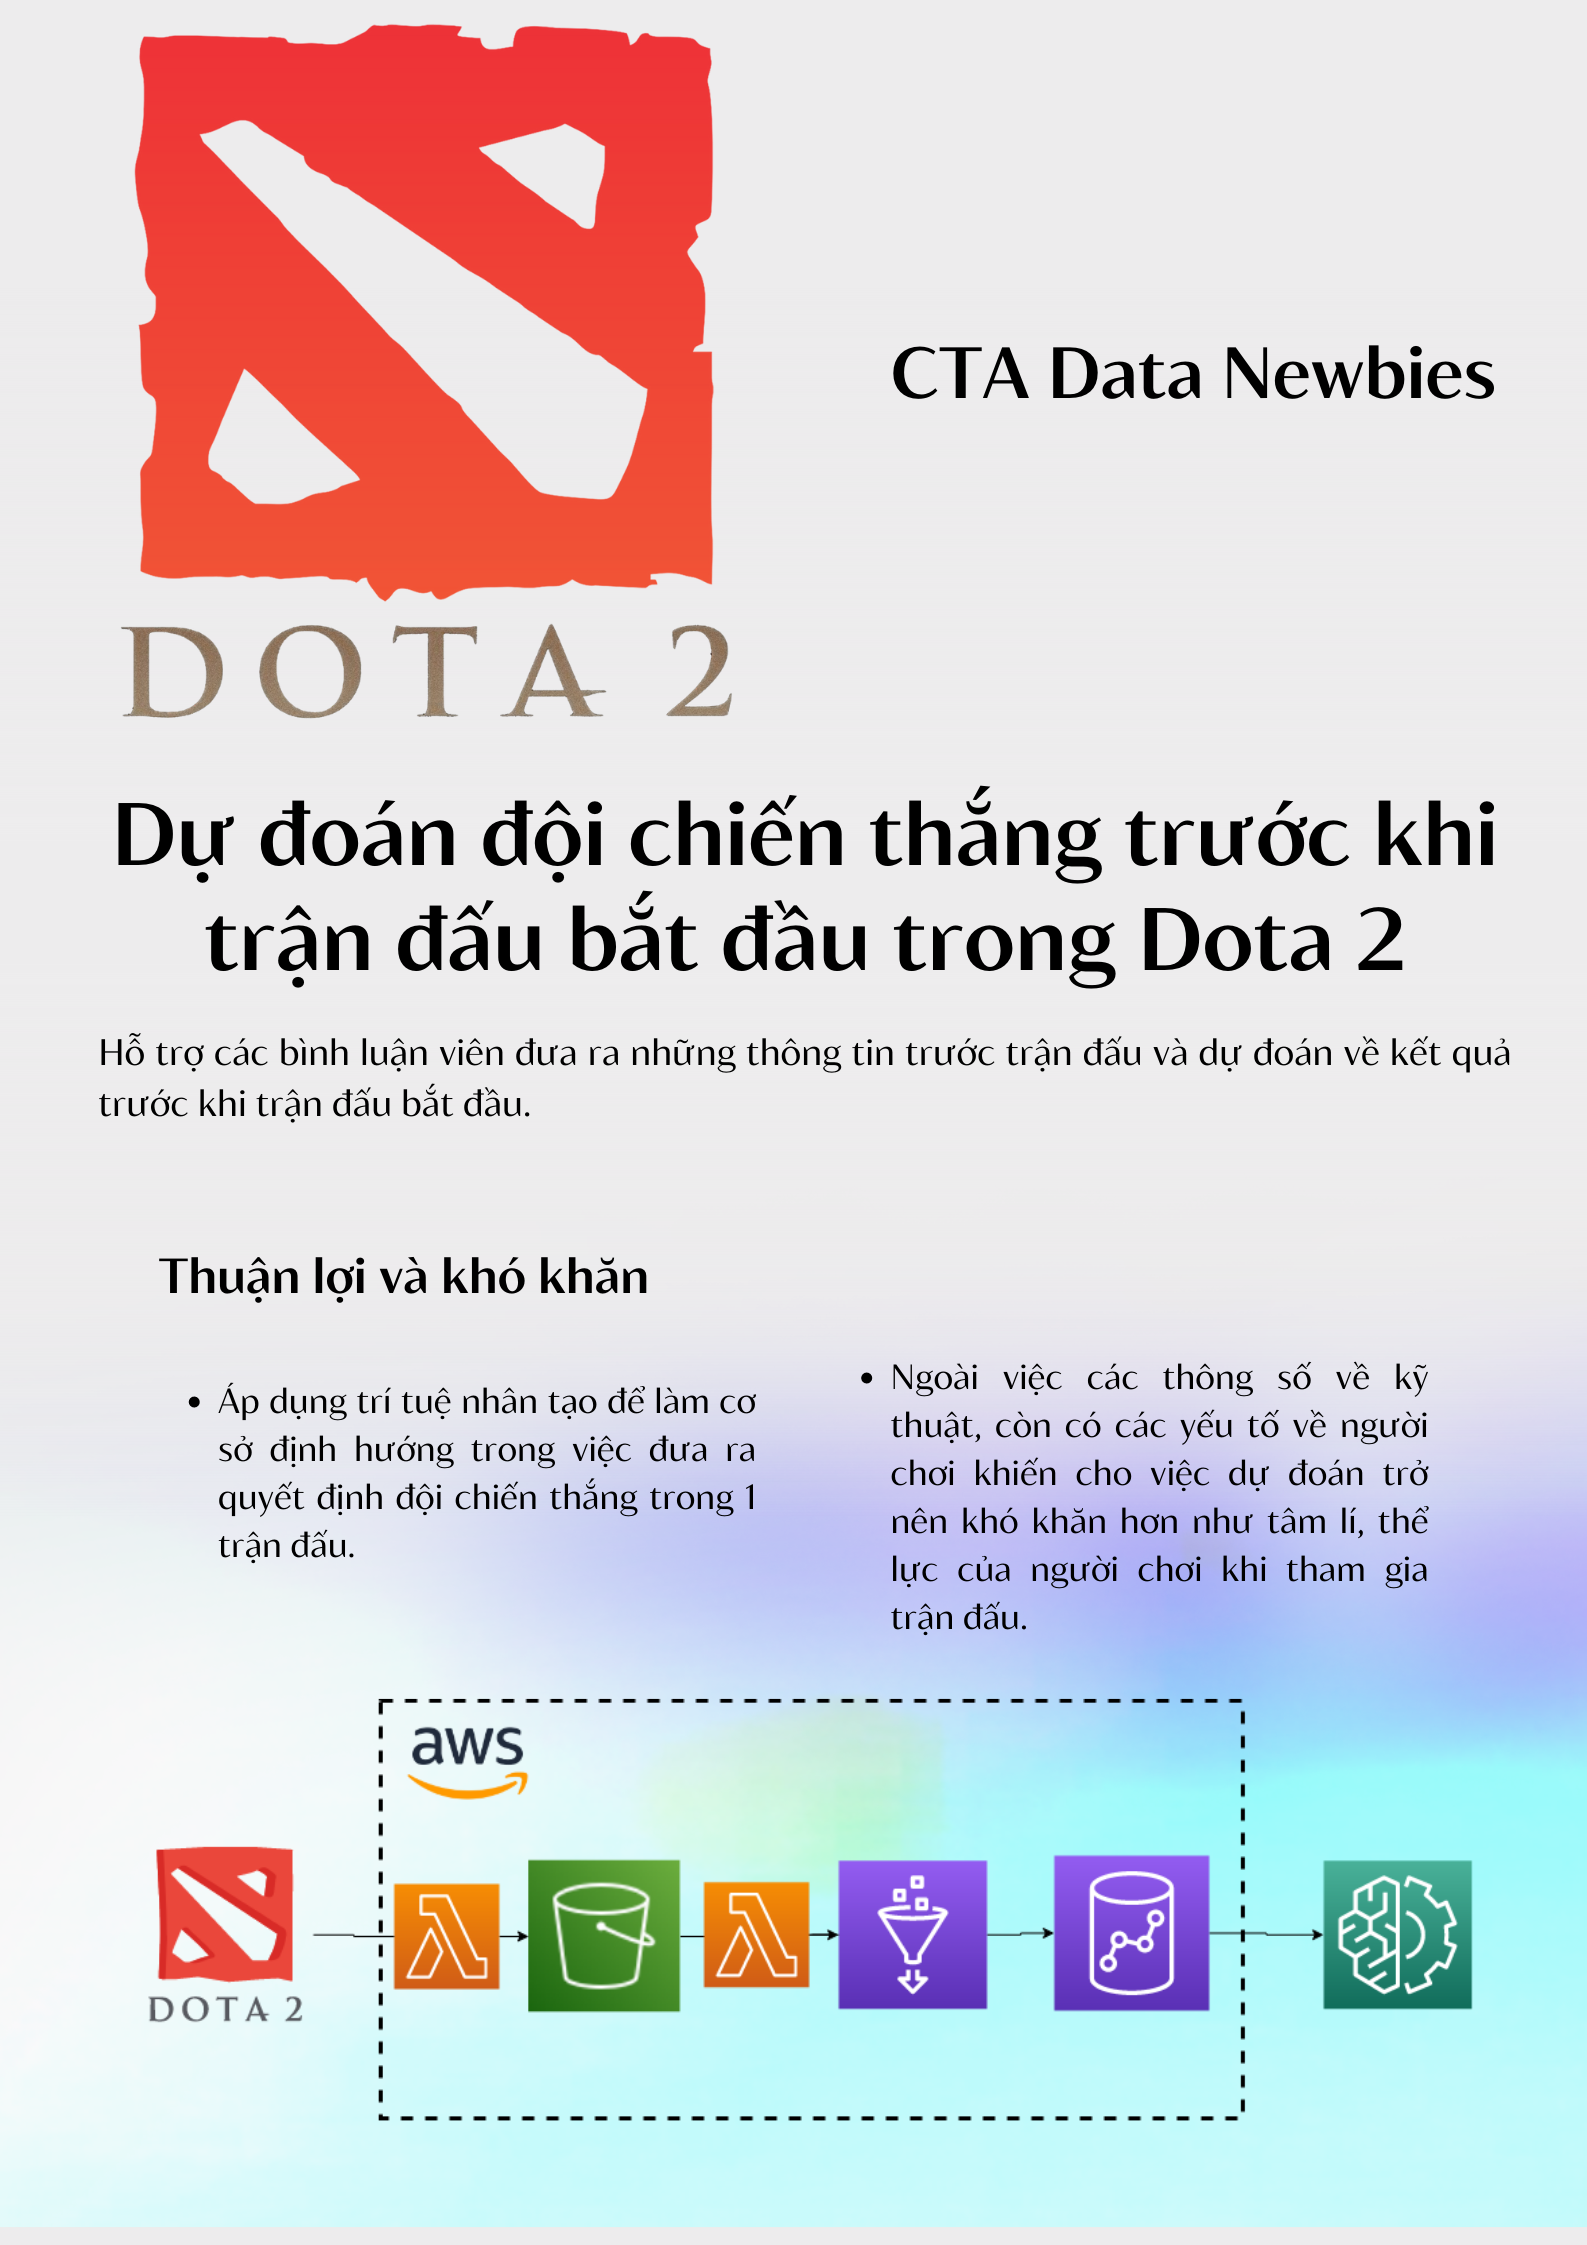 DOTA 2
CTA Data Newbies
Dự đoán đội chiến thắng trước khi
trận đấu bắt đầu trong Dota 2
Hỗ trợ các bình luận viên đưa ra những thông tin trước trận đấu và dự đoán về kết quả
trước khi trận đấu bắt đầu.
Thuận lợi và khó khăn
• Áp dụng trí tuệ nhân tạo để làm cơ
sở định hướng trong việc đưa ra
quyết định đội chiến thắng trong 1
trận đấu.
• Ngoài việc các thông số về kỹ
thuật, còn có các yếu tố về người
chơi khiến cho việc dự đoán trở
nên khó khăn hơn như tâm lí, thể
lực của người chơi khi tham gia
trận đấu.
aws
DOTA 2